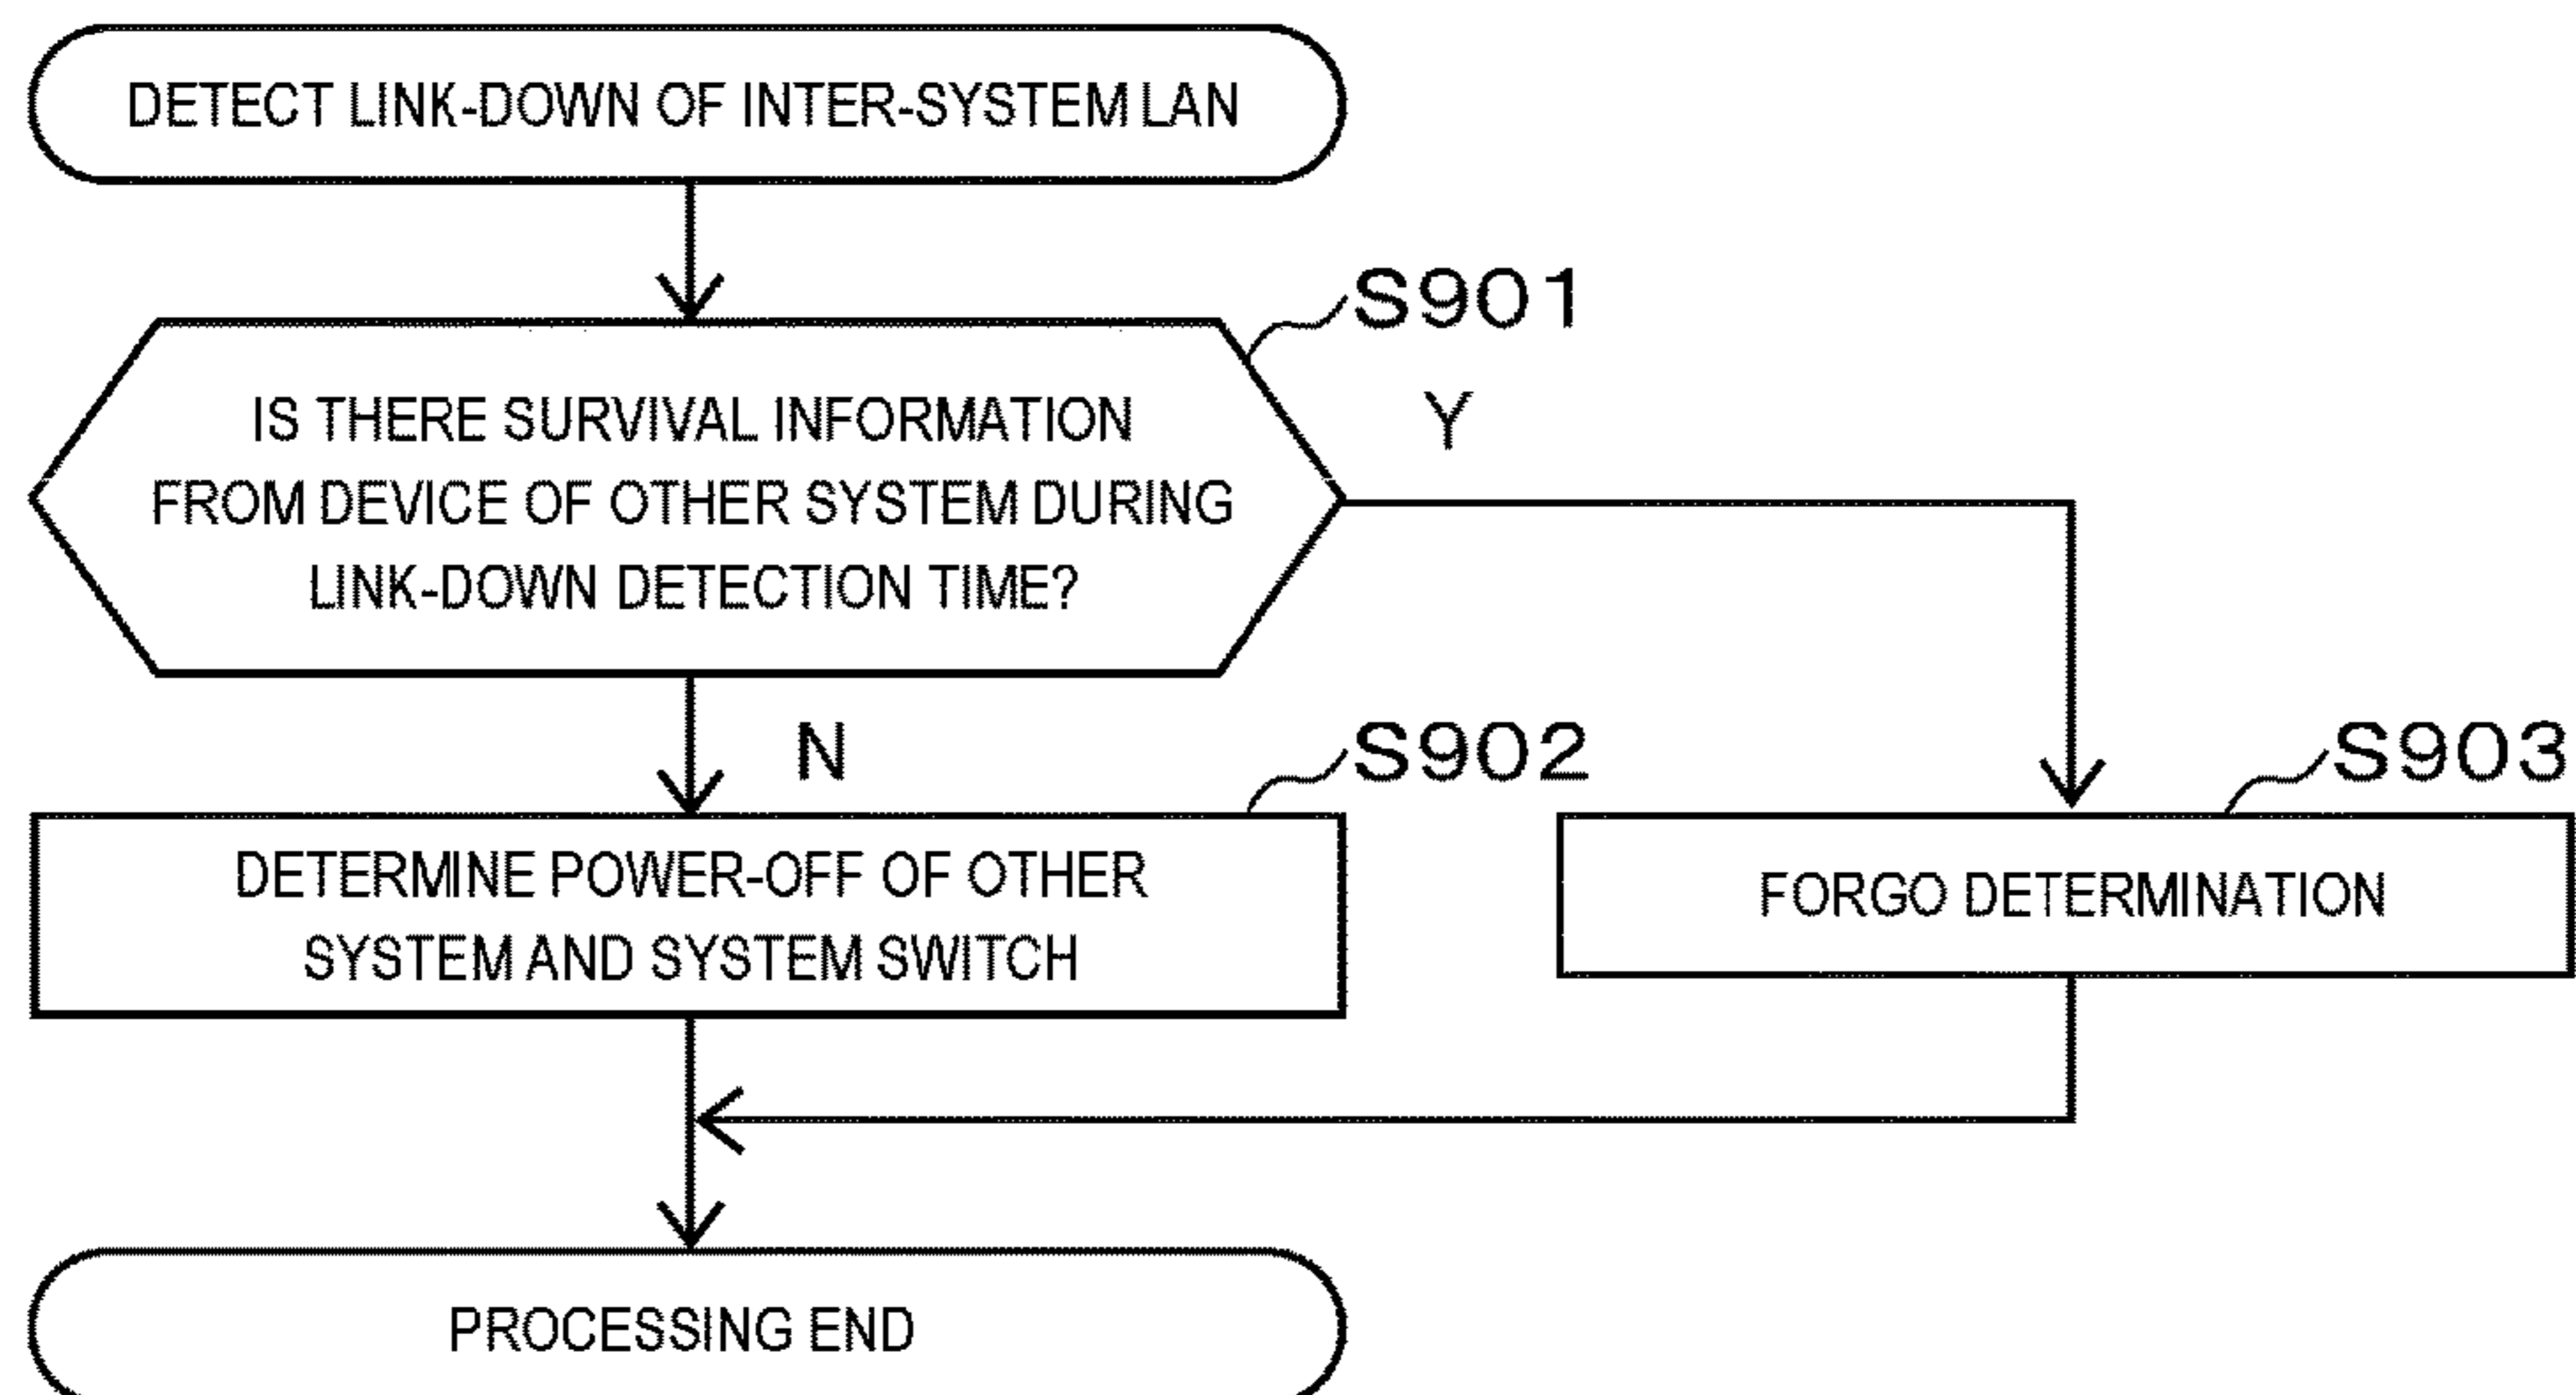 DETECT LINK-DOWN OF INTER-SYSTEM LAN
S901
IS THERE SURVIVAL INFORMATION
FROM DEVICE OF OTHER SYSTEM DURING
LINK-DOWN DETECTION TIME?
Y
N
S902
DETERMINE POWER-OFF OF OTHER
SYSTEM AND SYSTEM SWITCH
S903
FORGO DETERMINATION
PROCESSING END